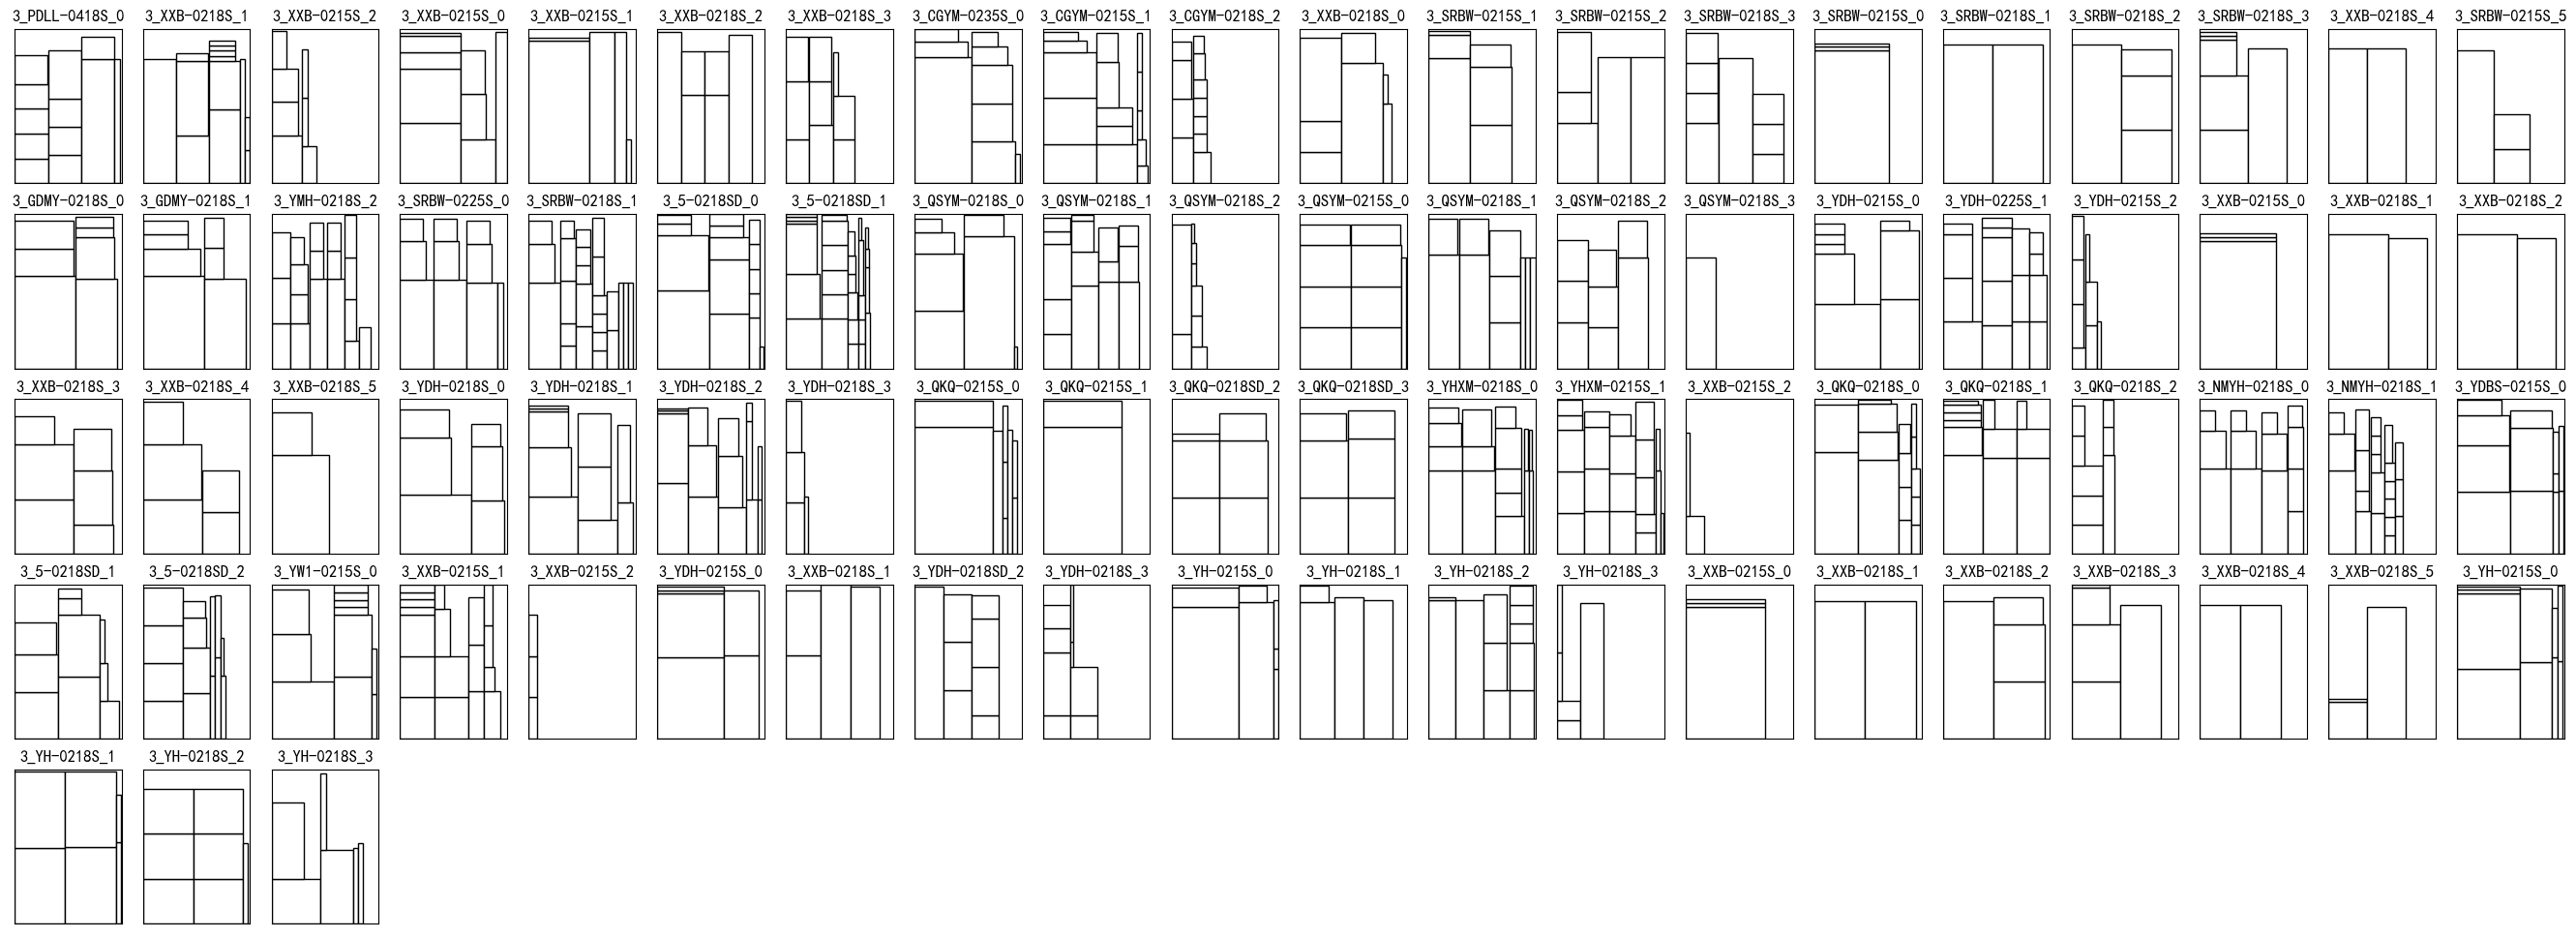 3_PDLL-0418S_0 3_XXB-0218S_1 3_XXB-0215S_2 3_XXB-0215S_0 3_XXB-0215S_1 3_XXB-0218S_2 3_XXB-0218S_3 3_CGYM-0235S_0 3_CGYM-0215S_1 3_CGYM-0218S_2 3_XXB-0218S_0 3_SRBW-0215S_1 3_SRBW-0215S_2 3_SRBW-0218S_3 3_SRBW-0215S_0 3_SRBW-0218S_1 3_SRBW-0218S_2 3_SRBW-0218S_3 3_XXB-0218S_4 3_SRBW-0215S_5
3_GDMY-0218S_0 3_GDMY-0218S_1 3_YMH-0218S_2 3_SRBW-0225S_0 3_SRBW-0218S_1 3_5-0218SD_0 3_5-0218SD_1 3_QSYM-0218S_0 3_QSYM-0218S_1 3_QSYM-0218S_2 3_QSYM-0215S_0 3_QSYM-0218S_1 3_QSYM-0218S_2 3_QSYM-0218S_3 3_YDH-0215S_0 3_YDH-0225S_1 3_YDH-0215S_2 3_XXB-0215S_0 3_XXB-0218S_1 3_XXB-0218S_2
3_XXB-0218S_3 3_XXB-0218S_4 3_XXB-0218S_5 3_YDH-0218S_0 3_YDH-0218S_1 3_YDH-0218S_2 3_YDH-0218S_3 3_QKQ-0215S_0 3_QKQ-0215S_1 3_QKQ-0218SD_2 3_QKQ-0218SD_3 3_YHXM-0218S_0 3_YHXM-0215S_1 3_XXB-0215S_2 3_QKQ-0218S_0 3_QKQ-0218S_1 3_QKQ-0218S_2 3_NMYH-0218S_0 3_NMYH-0218S_1 3_YDBS-0215S_0
3_5-0218SD_1 3_5-0218SD_2 3_YW1-0215S_0 3_XXB-0215S_1 3_XXB-0215S_2 3_YDH-0215S_0 3_XXB-0218S_1 3_YDH-0218SD_2 3_YDH-0218S_3 3_YH-0215S_0 3_YH-0218S_1 3_YH-0218S_2 3_YH-0218S_3 3_XXB-0215S_0 3_XXB-0218S_1 3_XXB-0218S_2 3_XXB-0218S_3 3_XXB-0218S_4 3_XXB-0218S_5 3_YH-0215S_0
3_YH-0218S_1 3_YH-0218S_2 3_YH-0218S_3